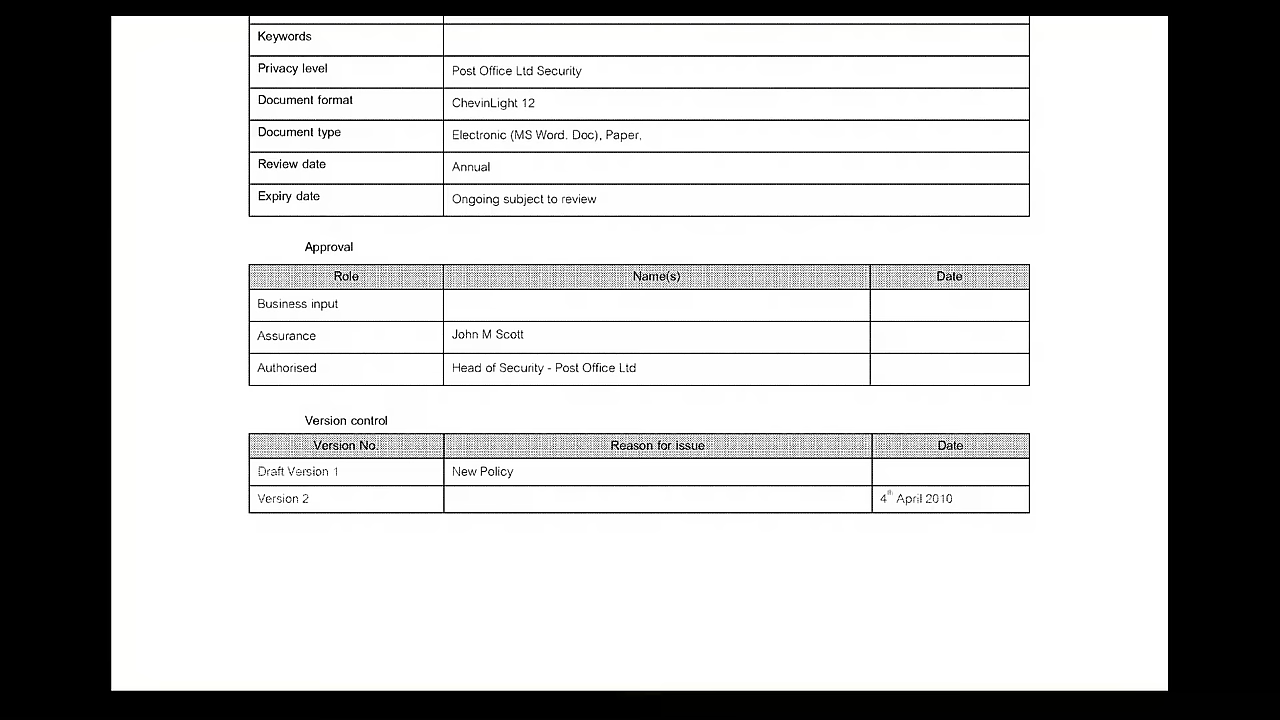 Keywords
Privacy level Post Office Ltd Security
Document format ChevinLight 12
Document type Electronic (MS Word. Doc), Paper.
Review date Annual
Expiry date Ongoing subject to review
Approval
Role Name(s) Date
Business input
Assurance John M Scott
Authorised Head of Security - Post Office Ltd
Version control
Version No. Reason for issue Date
Draft Version 1 New Policy
Version 2 4th April 2010